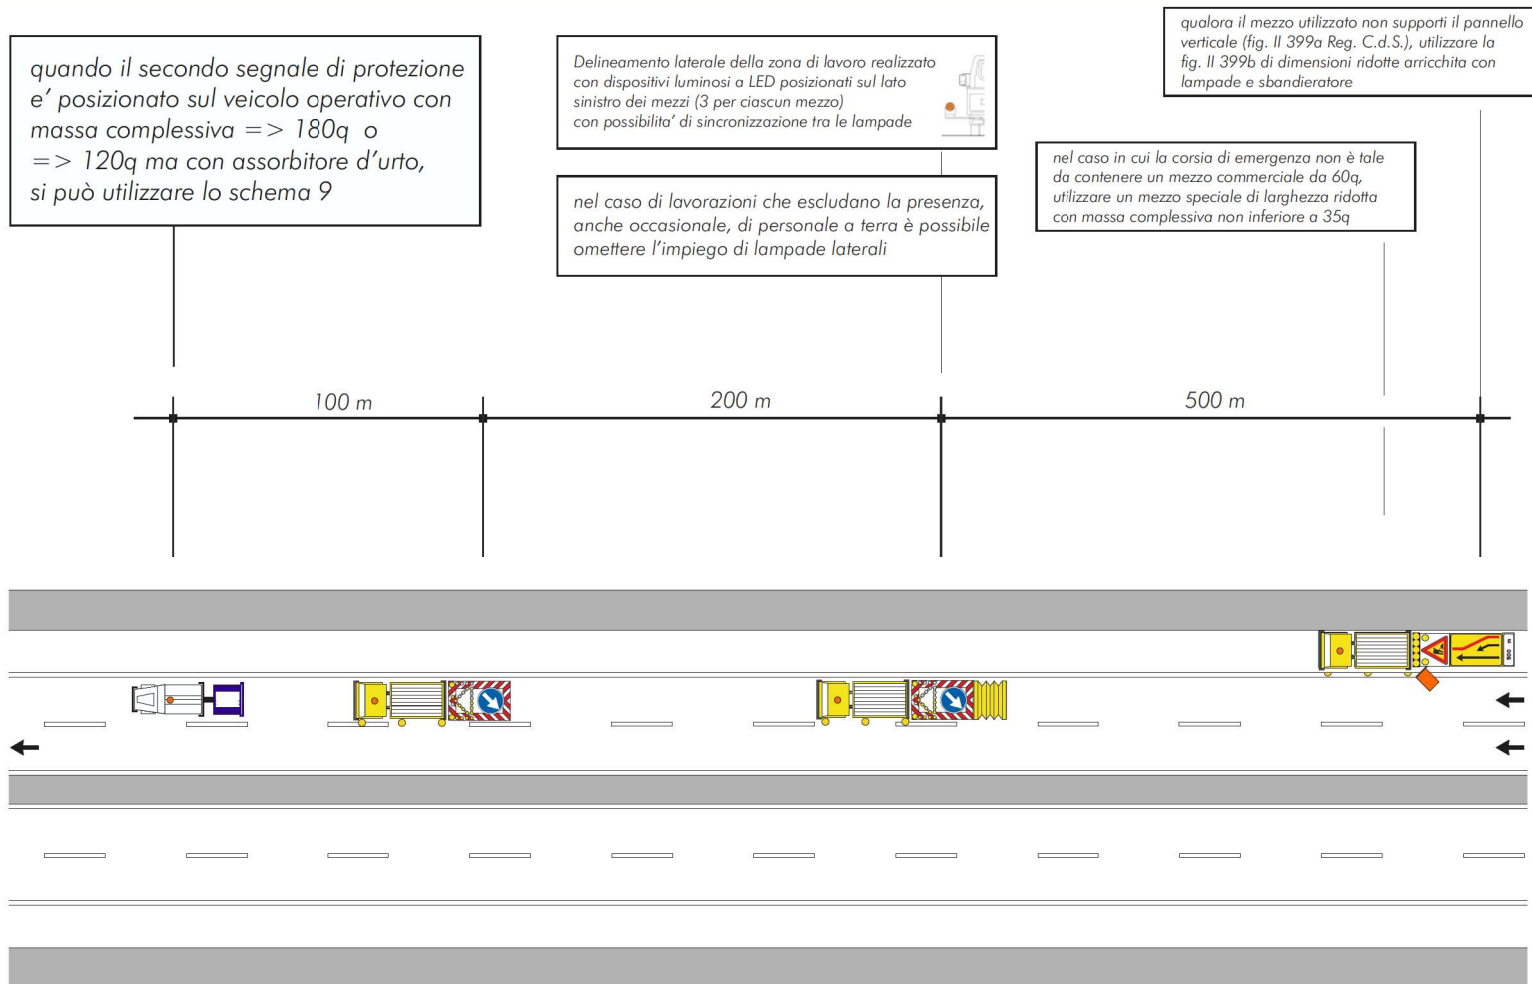 quando il secondo segnale di protezione
e' posizionato sul veicolo operativo con
massa complessiva => 180q o
=> 120q ma con assorbitore d'urto,
si può utilizzare lo schema 9
Delineamento laterale della zona di lavoro realizzato
con dispositivi luminosi a LED posizionati sul lato
sinistro dei mezzi (3 per ciascun mezzo)
con possibilita' di sincronizzazione tra le lampade
nel caso di lavorazioni che escludano la presenza,
anche occasionale, di personale a terra è possibile
omettere l'impiego di lampade laterali
qualora il mezzo utilizzato non supporti il pannello
verticale (fig. II 399a Reg. C.d.S.), utilizzare la
fig. II 399b di dimensioni ridotte arricchita con
lampade e sbandieratore
nel caso in cui la corsia di emergenza non è tale
da contenere un mezzo commerciale da 60q,
utilizzare un mezzo speciale di larghezza ridotta
con massa complessiva non inferiore a 35q
100 m
200 m
500 m
500 m